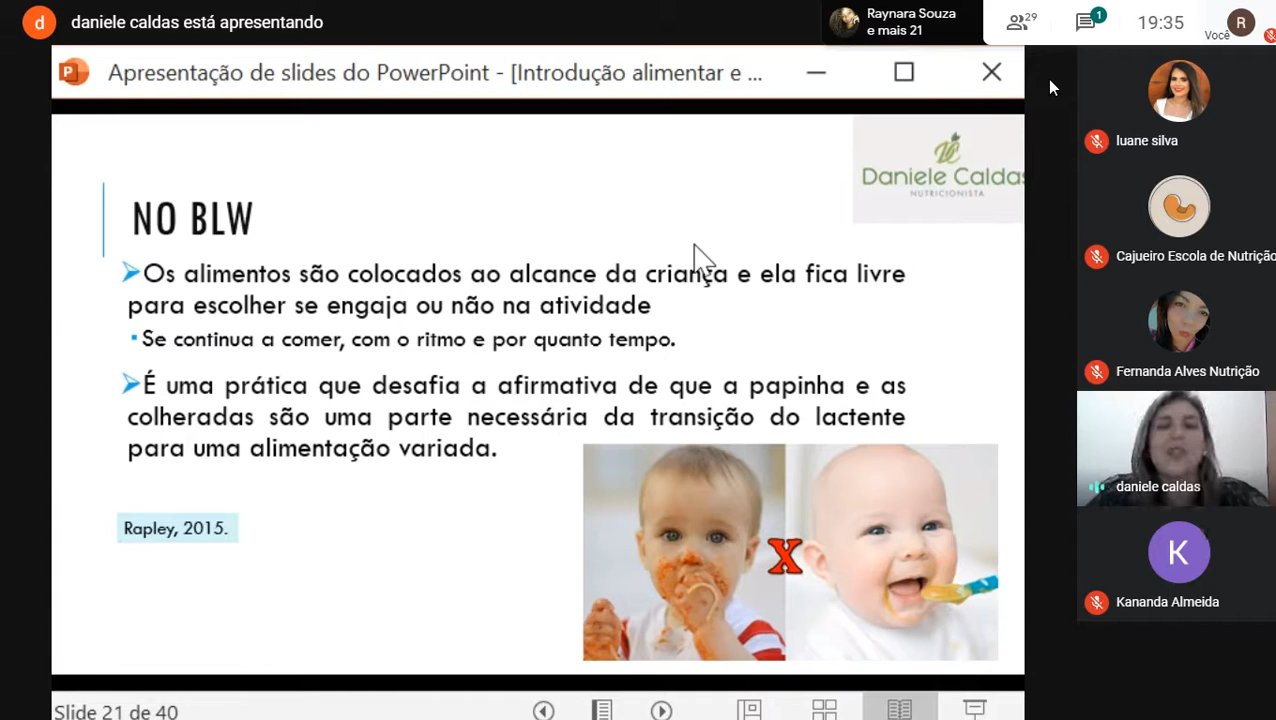 d
daniele caldas está apresentando
Raynara Souza
e mais 21
29
1
19:35
Você
R
P
Apresentação de slides do PowerPoint - [Introdução alimentar e ...
DC
Daniele Caldas
NUTRICIONISTA
NO BLW
Os alimentos são colocados ao alcance da criança e ela fica livre
para escolher se engaja ou não na atividade
Se continua a comer, com o ritmo e por quanto tempo.
É uma prática que desafia a afirmativa de que a papinha e as
colheradas são uma parte necessária da transição do lactente
para uma alimentação variada.
Rapley, 2015.
X
Slide 21 de 40
luane silva
Cajueiro Escola de Nutrição
Fernanda Alves Nutrição
daniele caldas
K
Kananda Almeida